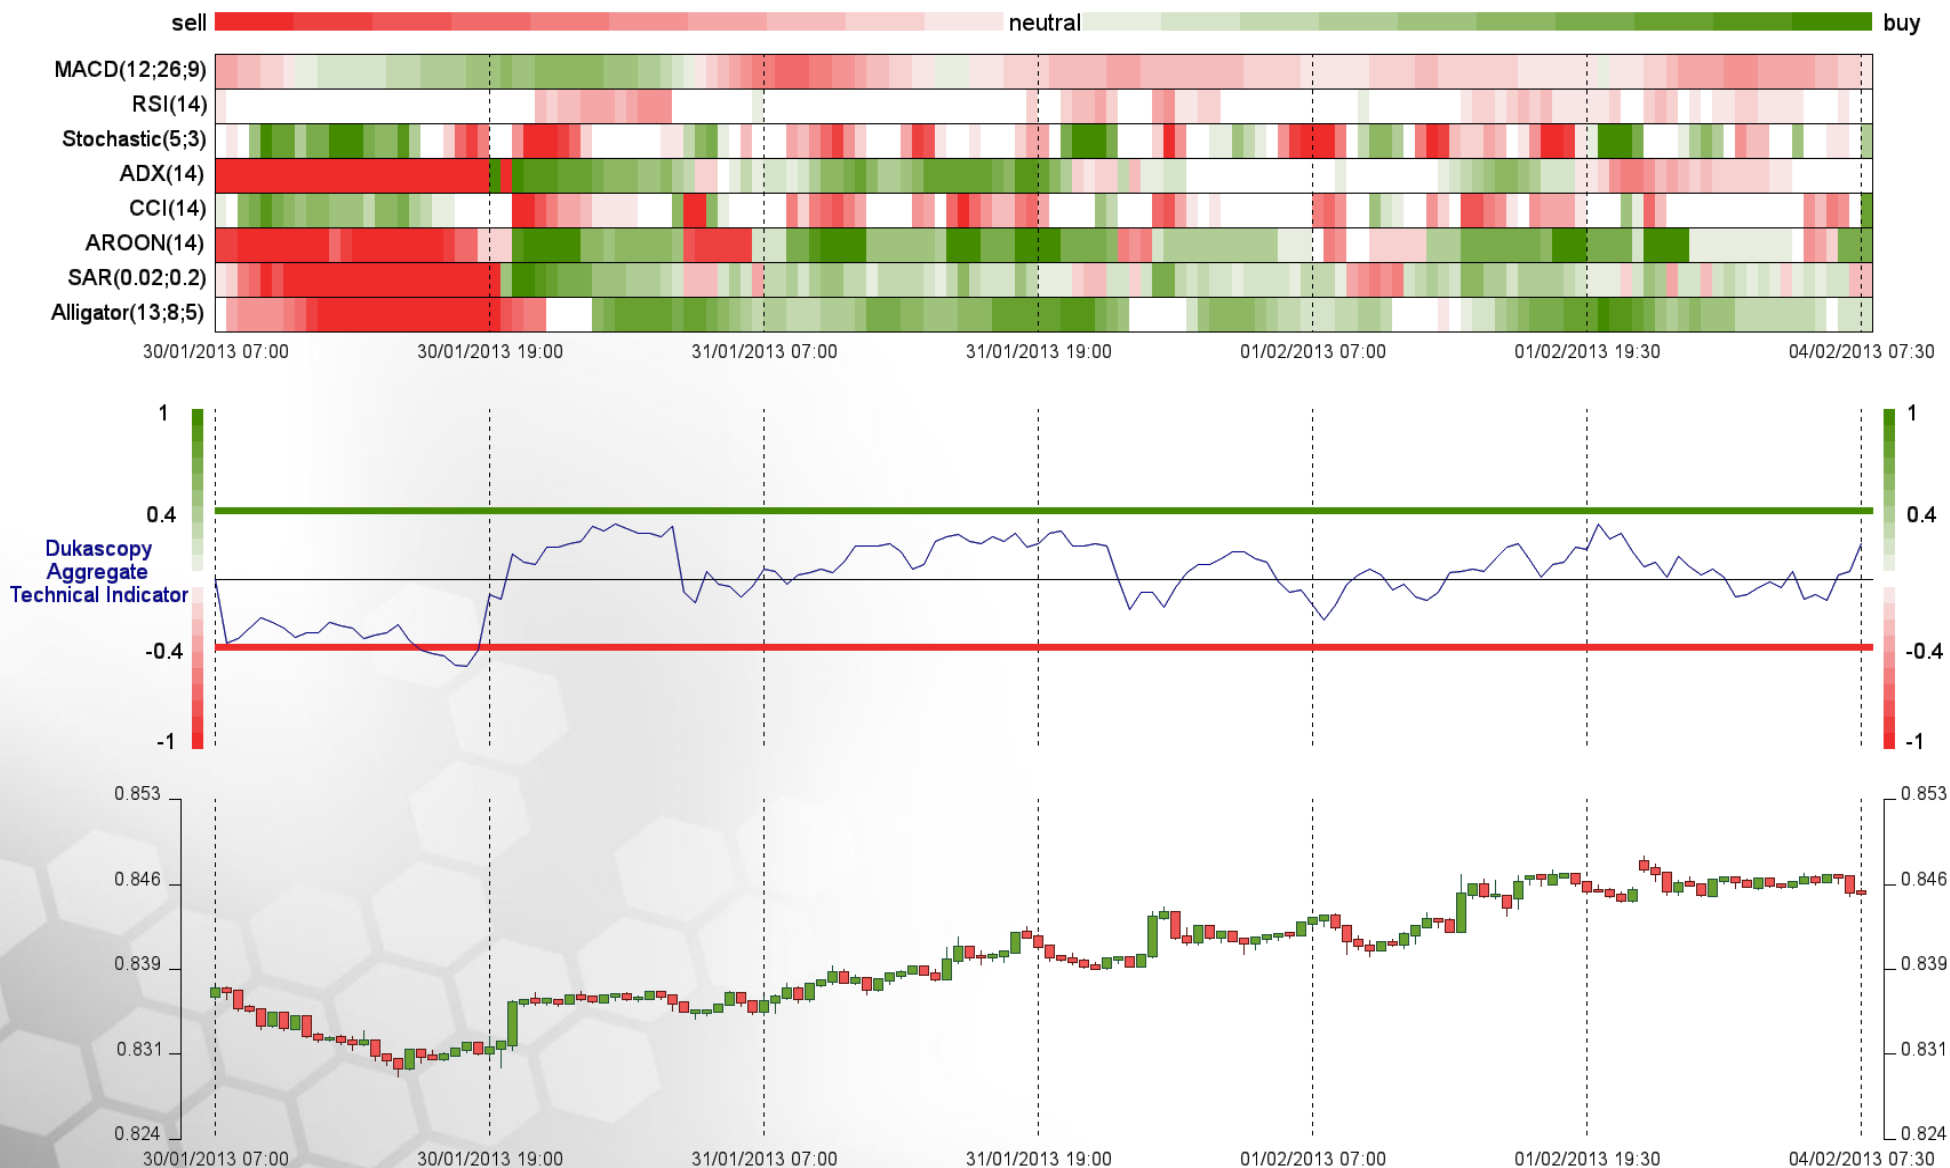 sell neutral buy
MACD(12;26;9)
RSI(14)
Stochastic(5;3)
ADX(14)
CCI(14)
AROON(14)
SAR(0.02;0.2)
Alligator(13;8;5)
30/01/2013 07:00 30/01/2013 19:00 31/01/2013 07:00 31/01/2013 19:00 01/02/2013 07:00 01/02/2013 19:30 04/02/2013 07:30
1 1
0.4 0.4
Dukascopy
Aggregate
Technical Indicator
-0.4 -0.4
-1 -1
0.853 0.853
0.846 0.846
0.839 0.839
0.831 0.831
0.824 0.824
30/01/2013 07:00 30/01/2013 19:00 31/01/2013 07:00 31/01/2013 19:00 01/02/2013 07:00 01/02/2013 19:30 04/02/2013 07:30